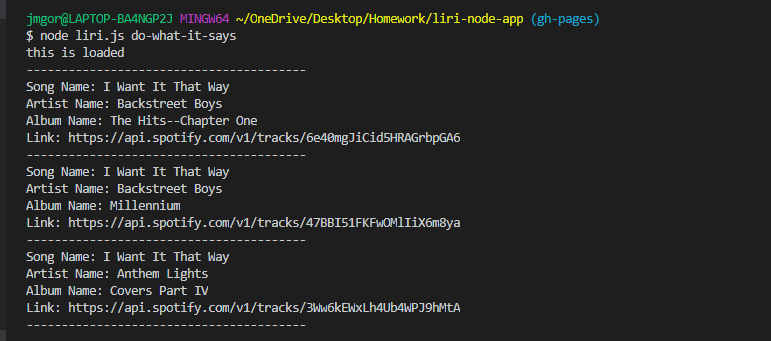 jmgor@LAPTOP-BA4NGP2J MINGW64 ~/OneDrive/Desktop/Homework/liri-node-app (gh-pages)
$ node liri.js do-what-it-says
this is loaded
----------------------------------------
Song Name: I Want It That Way
Artist Name: Backstreet Boys
Album Name: The Hits--Chapter One
Link: https://api.spotify.com/v1/tracks/6e40mgJiCid5HRAGrbpGA6
----------------------------------------
Song Name: I Want It That Way
Artist Name: Backstreet Boys
Album Name: Millennium
Link: https://api.spotify.com/v1/tracks/47BBI51FKFwOMlIiX6m8ya
----------------------------------------
Song Name: I Want It That Way
Artist Name: Anthem Lights
Album Name: Covers Part IV
Link: https://api.spotify.com/v1/tracks/3Ww6kEWxLh4Ub4WPJ9hMtA
----------------------------------------